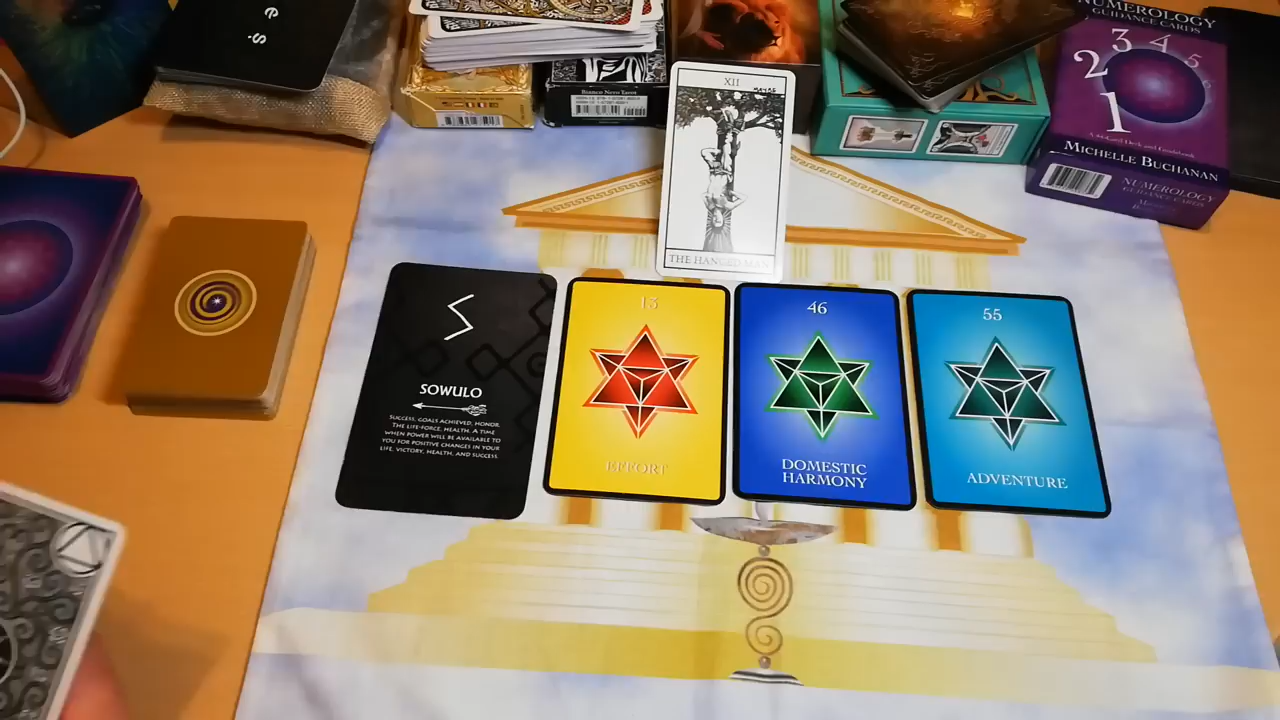 e S!
NUMEROLOGY
GUIDANCE CARDS
3 4 5
2
1
MICHELLE BUCHANAN
NUMEROLOGY
GUIDANCE CARDS
XII
THE HANGED MAN
SOWULO
SUCCESS, GOALS ACHIEVED, HONOR.
THE LIFE-FORCE, HEALTH. A TIME
WHEN POWER WILL BE AVAILABLE TO
YOU FOR POSITIVE CHANGES IN YOUR
LIFE, VICTORY, HEALTH, AND SUCCESS.
13
EFFORT
46
DOMESTIC
HARMONY
55
ADVENTURE